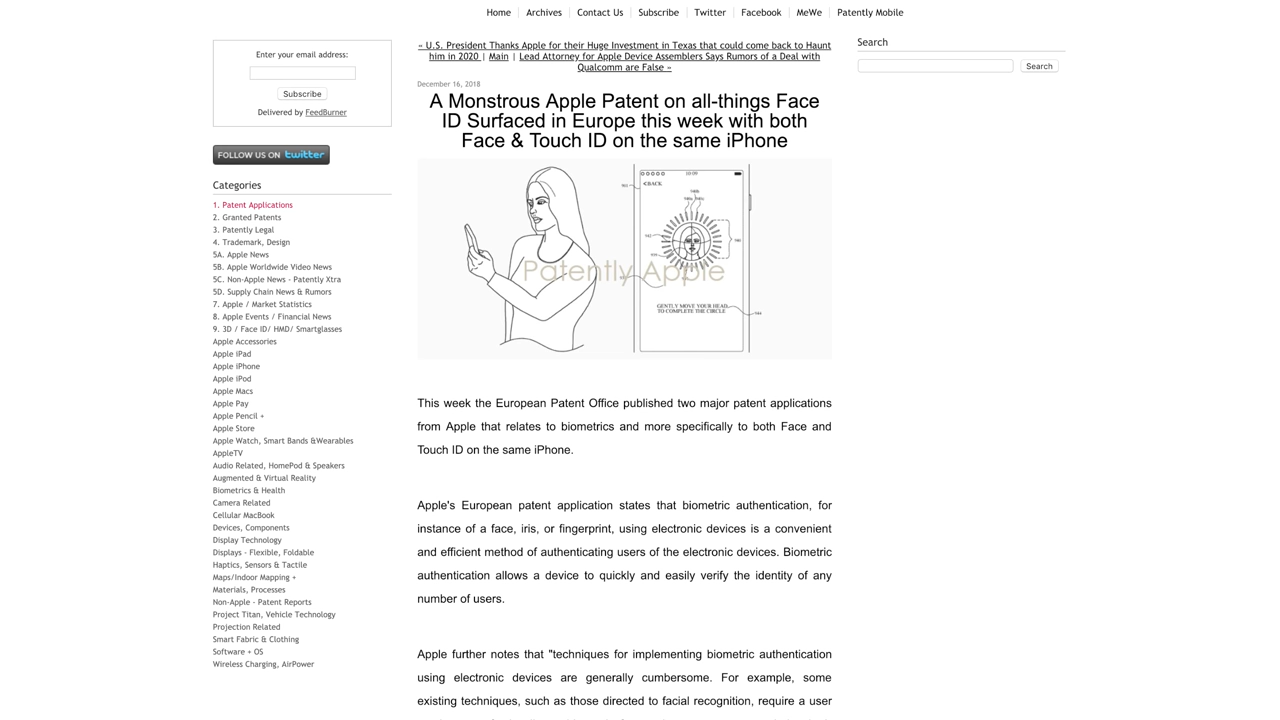 Home
Archives
Contact Us
Subscribe
Twitter
Facebook
MeWe
Patently Mobile
Enter your email address:
Subscribe
Delivered by FeedBurner
FOLLOW US ON twitter
Categories
1. Patent Applications
2. Granted Patents
3. Patently Legal
4. Trademark, Design
5A. Apple News
5B. Apple Worldwide Video News
5C. Non-Apple News - Patently Xtra
5D. Supply Chain News & Rumors
7. Apple / Market Statistics
8. Apple Events / Financial News
9. 3D / Face ID/ HMD/ Smartglasses
Apple Accessories
Apple iPad
Apple iPhone
Apple iPod
Apple Macs
Apple Pay
Apple Pencil +
Apple Store
Apple Watch, Smart Bands &Wearables
AppleTV
Audio Related, HomePod & Speakers
Augmented & Virtual Reality
Biometrics & Health
Camera Related
Cellular MacBook
Devices, Components
Display Technology
Displays - Flexible, Foldable
Haptics, Sensors & Tactile
Maps/Indoor Mapping +
Materials, Processes
Non-Apple - Patent Reports
Project Titan, Vehicle Technology
Projection Related
Smart Fabric & Clothing
Software + OS
Wireless Charging, AirPower
« U.S. President Thanks Apple for their Huge Investment in Texas that could come back to Haunt
him in 2020 | Main | Lead Attorney for Apple Device Assemblers Says Rumors of a Deal with
Qualcomm are False »
December 16, 2018
A Monstrous Apple Patent on all-things Face
ID Surfaced in Europe this week with both
Face & Touch ID on the same iPhone
10:09
<BACK
Patently Apple
GENTLY MOVE YOUR HEAD
TO COMPLETE THE CIRCLE
This week the European Patent Office published two major patent applications
from Apple that relates to biometrics and more specifically to both Face and
Touch ID on the same iPhone.
Apple's European patent application states that biometric authentication, for
instance of a face, iris, or fingerprint, using electronic devices is a convenient
and efficient method of authenticating users of the electronic devices. Biometric
authentication allows a device to quickly and easily verify the identity of any
number of users.
Apple further notes that "techniques for implementing biometric authentication
using electronic devices are generally cumbersome. For example, some
existing techniques, such as those directed to facial recognition, require a user
Search
Search